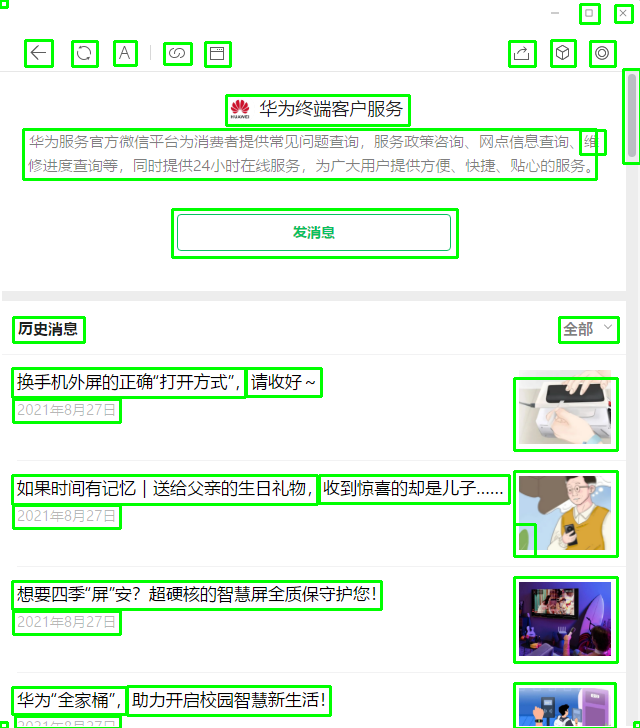 HUAWEI 华为终端客户服务
华为服务官方微信平台为消费者提供常见问题查询，服务政策咨询、网点信息查询、维
修进度查询等，同时提供24小时在线服务，为广大用户提供方便、快捷、贴心的服务。
发消息
历史消息 全部
换手机外屏的正确“打开方式”，请收好～
2021年8月27日
如果时间有记忆｜送给父亲的生日礼物，收到惊喜的却是儿子……
2021年8月27日
想要四季“屏”安？超硬核的智慧屏全质保守护您！
2021年8月27日
华为“全家桶”，助力开启校园智慧新生活！
2021年8月27日